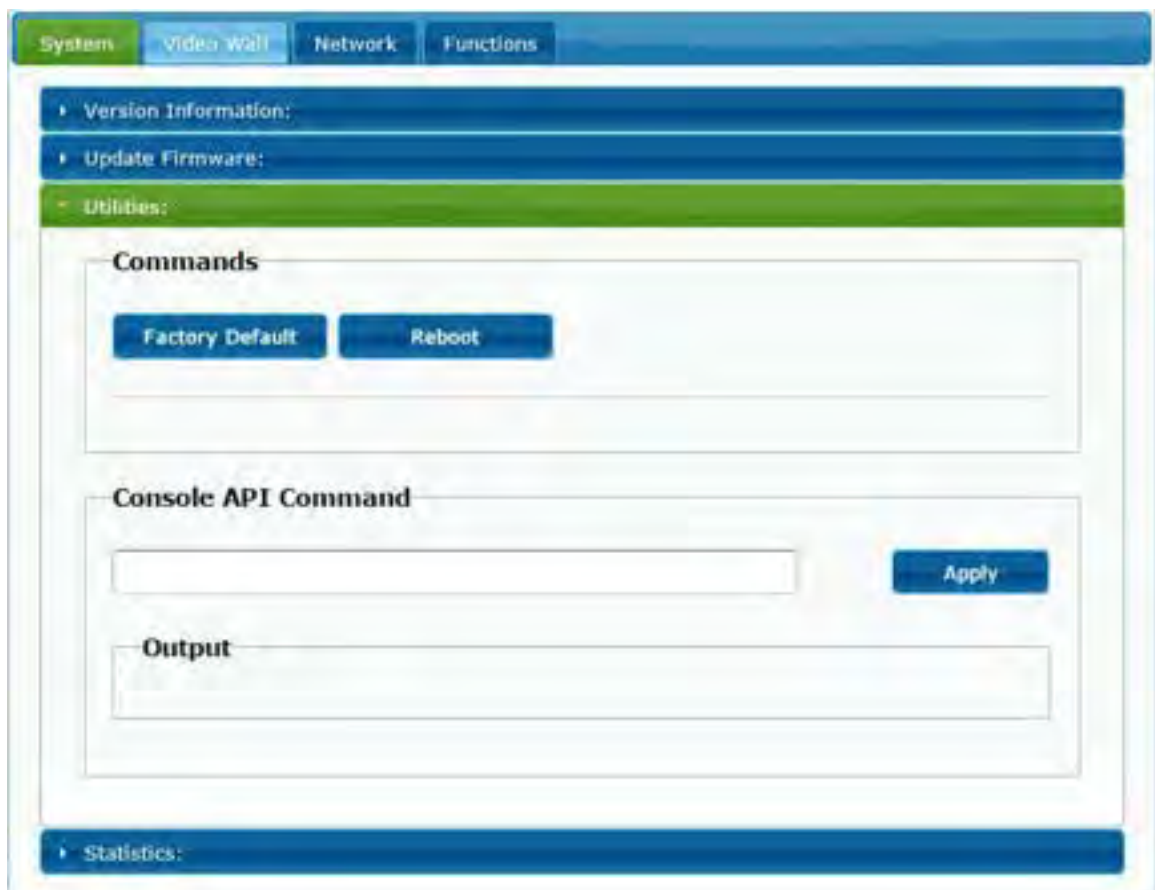 System Video Wall Network Functions
Version Information:
Update Firmware:
Utilities:
Commands
Factory Default Reboot
Console API Command
Apply
Output
Statistics: